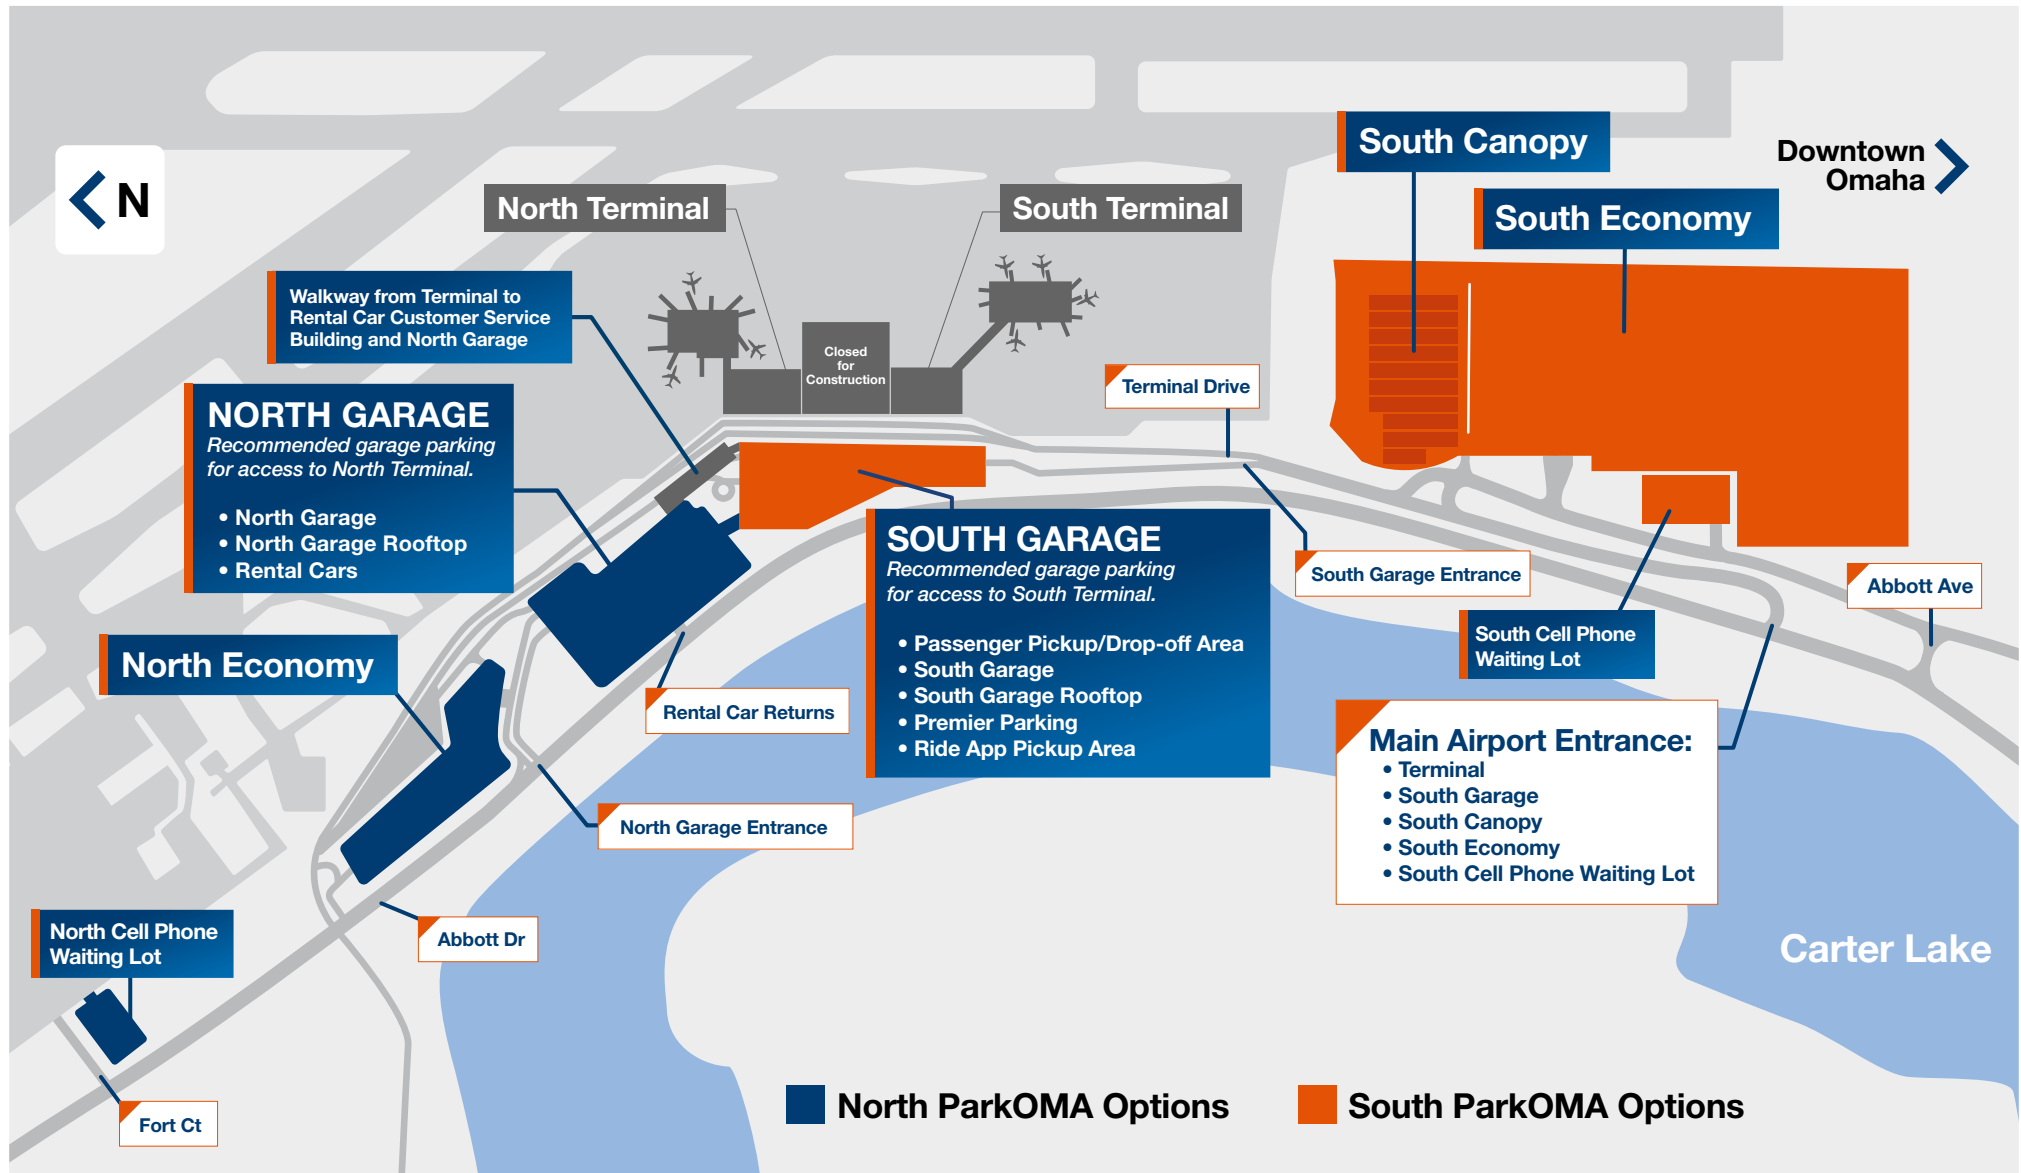 N
South Canopy
Downtown
Omaha
South Economy
North Terminal
South Terminal
Walkway from Terminal to
Rental Car Customer Service
Building and North Garage
Closed
for
Construction
Terminal Drive
NORTH GARAGE
Recommended garage parking
for access to North Terminal.
• North Garage
• North Garage Rooftop
• Rental Cars
SOUTH GARAGE
Recommended garage parking
for access to South Terminal.
• Passenger Pickup/Drop-off Area
• South Garage
• South Garage Rooftop
• Premier Parking
• Ride App Pickup Area
South Garage Entrance
Abbott Ave
South Cell Phone
Waiting Lot
North Economy
Rental Car Returns
Main Airport Entrance:
• Terminal
• South Garage
• South Canopy
• South Economy
• South Cell Phone Waiting Lot
North Garage Entrance
North Cell Phone
Waiting Lot
Abbott Dr
Carter Lake
Fort Ct
North ParkOMA Options
South ParkOMA Options